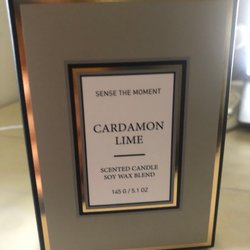 SENSE THE MOMENT
CARDAMON
LIME
SCENTED CANDLE
SOY WAX BLEND
145 G / 5.1 OZ